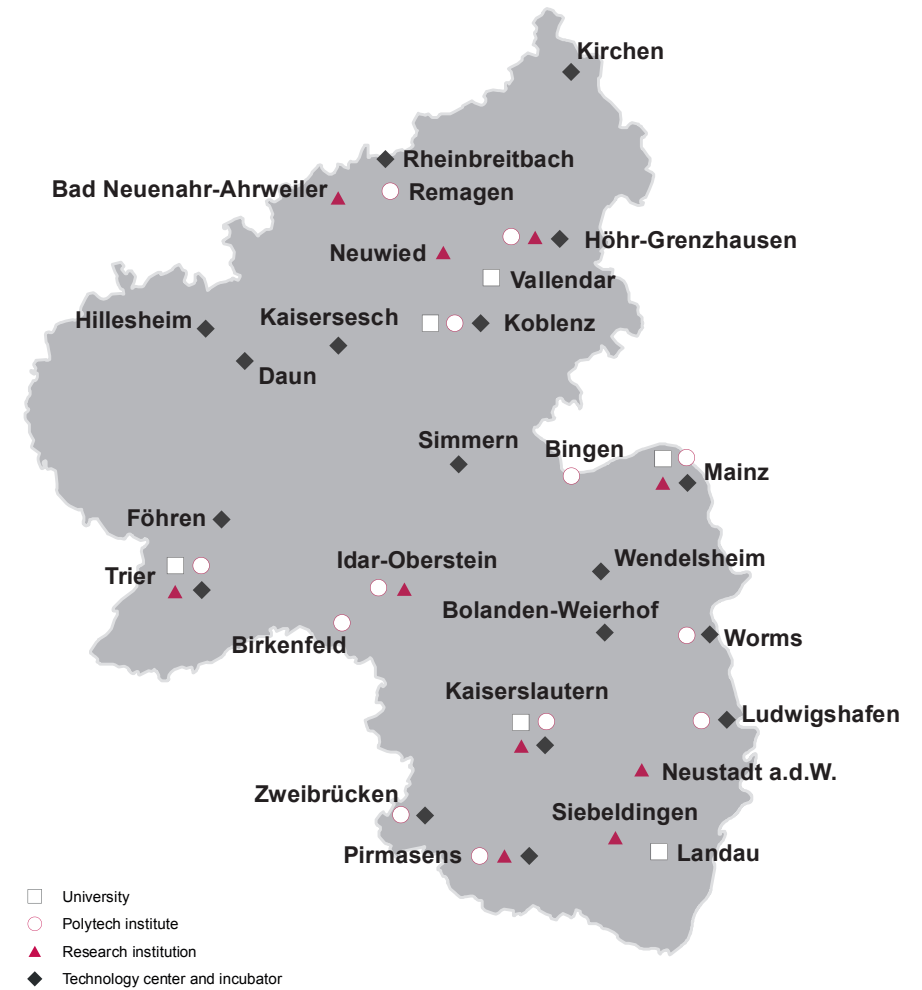 Kirchen
Rheinbreitbach
Bad Neuenahr-Ahrweiler
Remagen
Höhr-Grenzhausen
Neuwied
Vallendar
Hillesheim
Kaisersesch
Koblenz
Daun
Simmern
Bingen
Mainz
Föhren
Idar-Oberstein
Wendelsheim
Trier
Bolanden-Weierhof
Birkenfeld
Worms
Kaiserslautern
Ludwigshafen
Neustadt a.d.W.
Zweibrücken
Siebeldingen
Pirmasens
Landau
University
Polytech institute
Research institution
Technology center and incubator